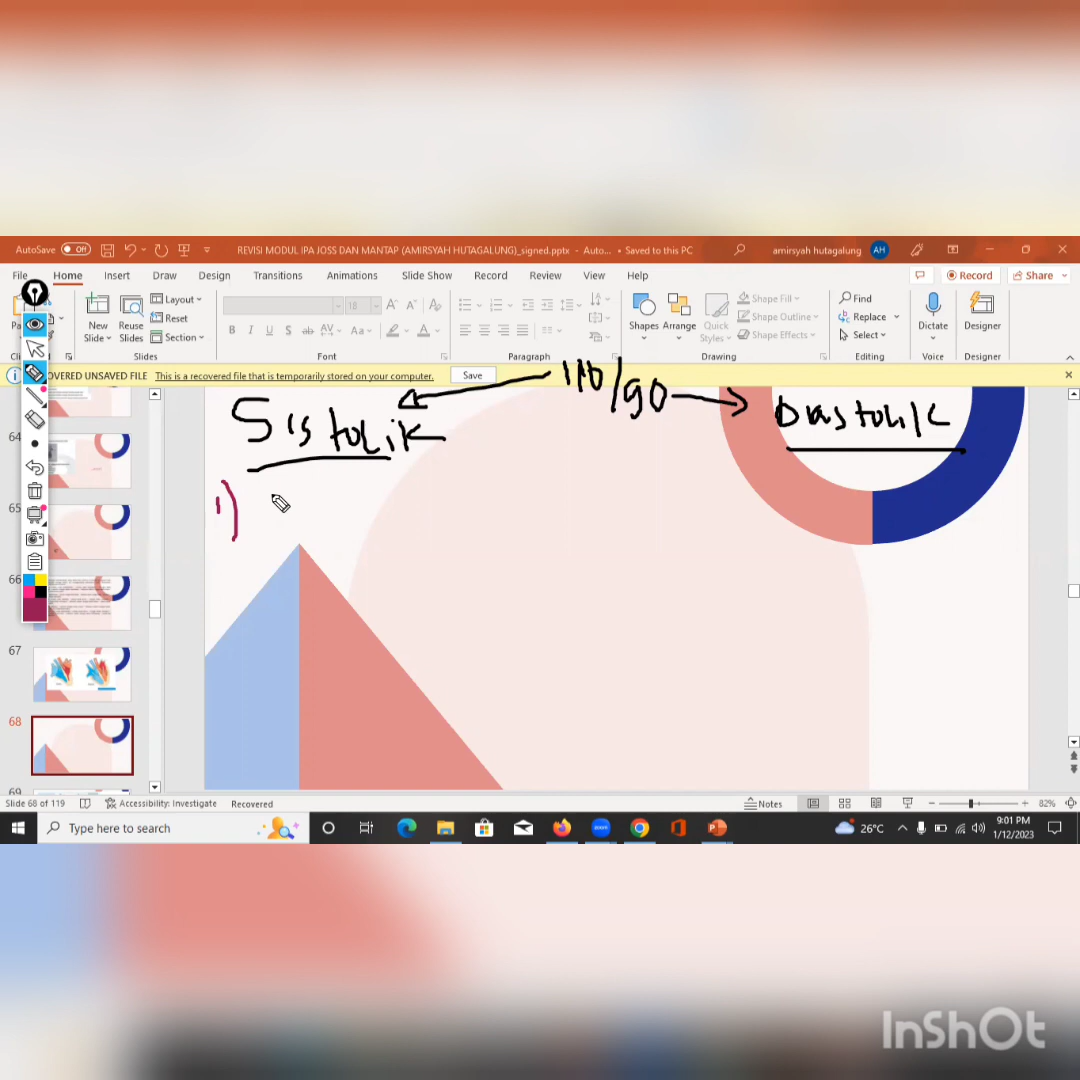 AutoSave Off REVISI MODUL IPA JOSS DAN MANTAP (AMIRSYAH HUTAGALUNG)_signed.pptx - Auto... • Saved to this PC amirsyah hutagalung AH
File Home Insert Draw Design Transitions Animations Slide Show Record Review View Help Record Share
New Slide Reuse Slides Layout Reset Section
18
B I U S ab AV Aa A
Shapes Arrange Quick Styles Shape Fill Shape Outline Shape Effects
Find Replace Select Dictate Designer
Slides Font Paragraph Drawing Editing Voice Designer
OVERED UNSAVED FILE This is a recovered file that is temporarily stored on your computer. Save
/90
Sistolik
1)
64
65
66
67
68
69
Slide 68 of 119 Accessibility: Investigate Recovered Notes 82%
Type here to search 26°C 9:01 PM
1/12/2023
InShOt